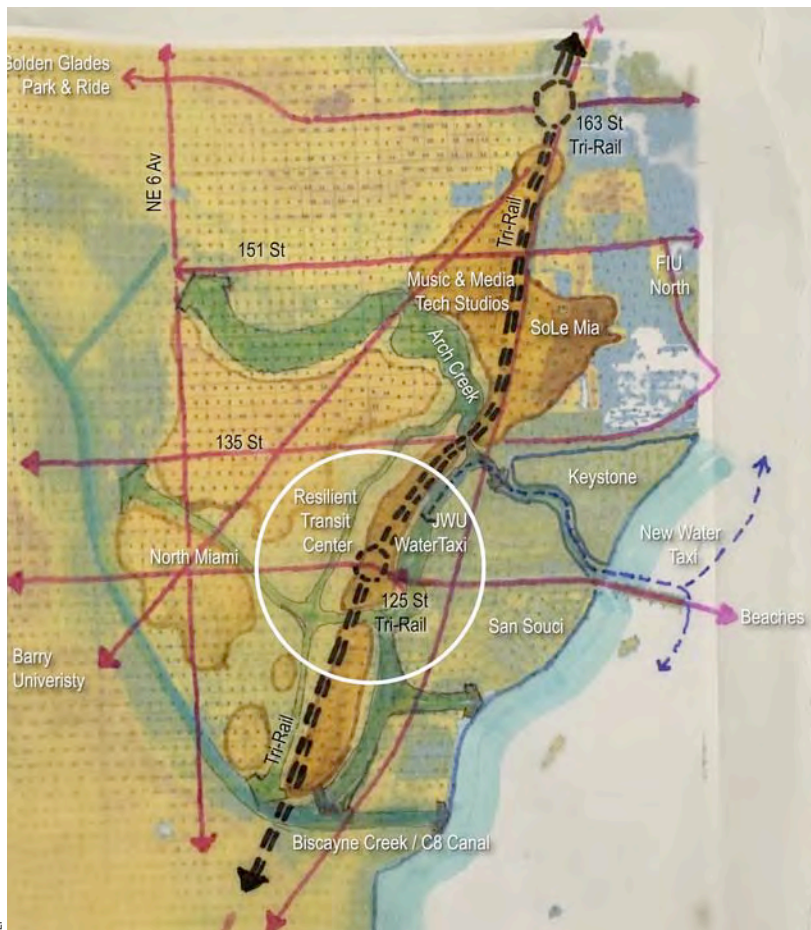 Golden Glades
Park & Ride
163 St
Tri-Rail
NE 6 Av
Tri-Rail
151 St
FIU
North
Music & Media
Tech Studios
SoLe Mia
Arch Creek
135 St
Keystone
Resilient
Transit
Center
JWU
WaterTaxi
New Water
Taxi
North Miami
125 St
Tri-Rail
Beaches
San Souci
Barry
Univeristy
Tri-Rail
Biscayne Creek / C8 Canal